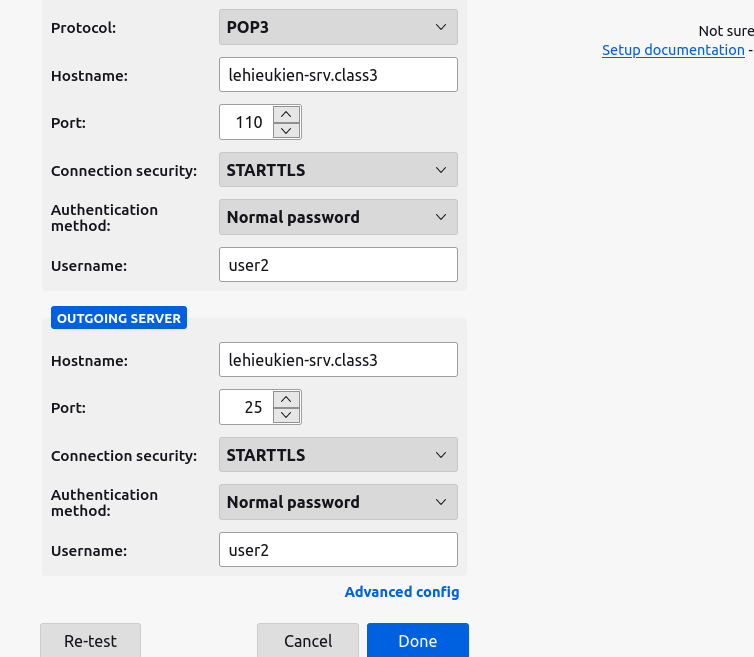 Protocol:
POP3
Not sure
Setup documentation -
Hostname:
lehieukien-srv.class3
Port:
110
Connection security:
STARTTLS
Authentication
method:
Normal password
Username:
user2
OUTGOING SERVER
Hostname:
lehieukien-srv.class3
Port:
25
Connection security:
STARTTLS
Authentication
method:
Normal password
Username:
user2
Advanced config
Re-test
Cancel
Done